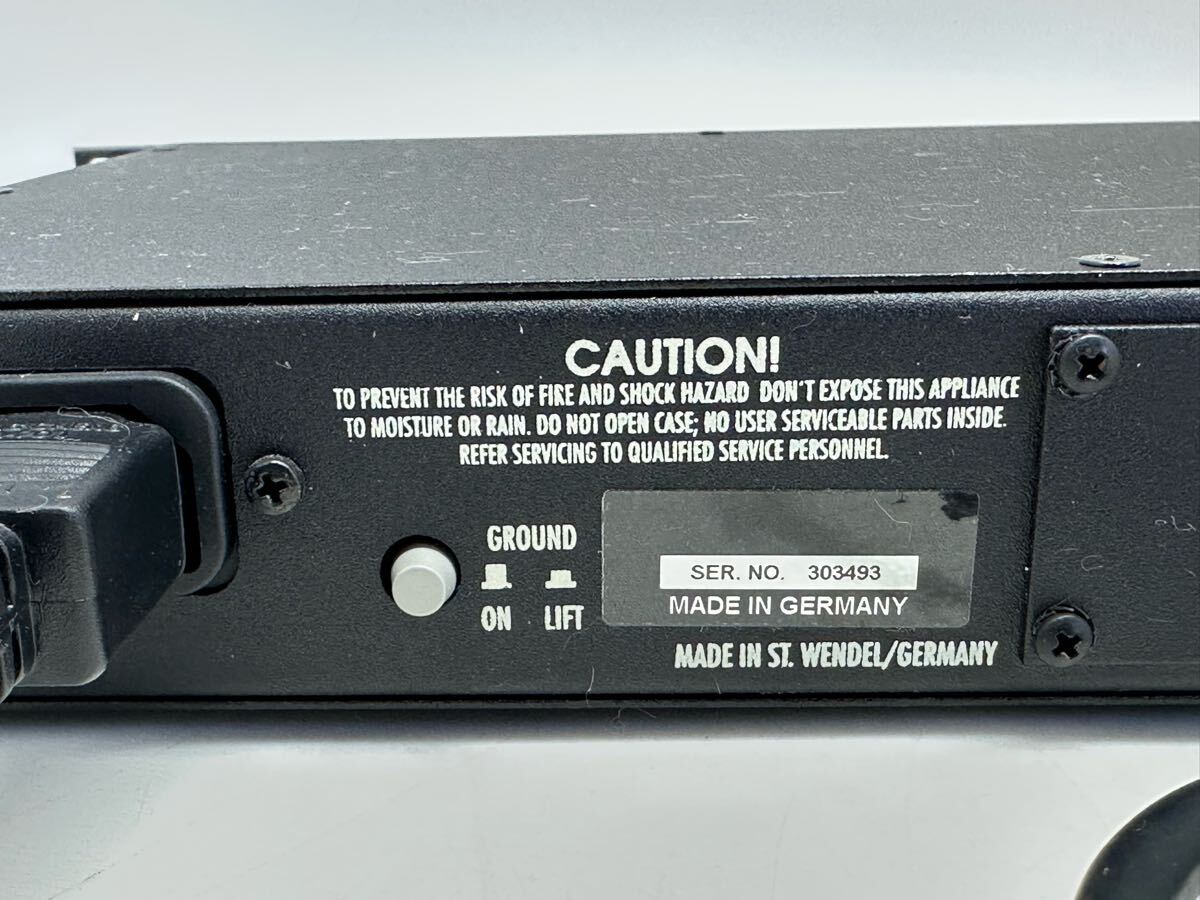 CAUTION!
TO PREVENT THE RISK OF FIRE AND SHOCK HAZARD DON'T EXPOSE THIS APPLIANCE
TO MOISTURE OR RAIN. DO NOT OPEN CASE; NO USER SERVICEABLE PARTS INSIDE.
REFER SERVICING TO QUALIFIED SERVICE PERSONNEL.
GROUND
ON LIFT
SER. NO. 303493
MADE IN GERMANY
MADE IN ST. WENDEL/GERMANY